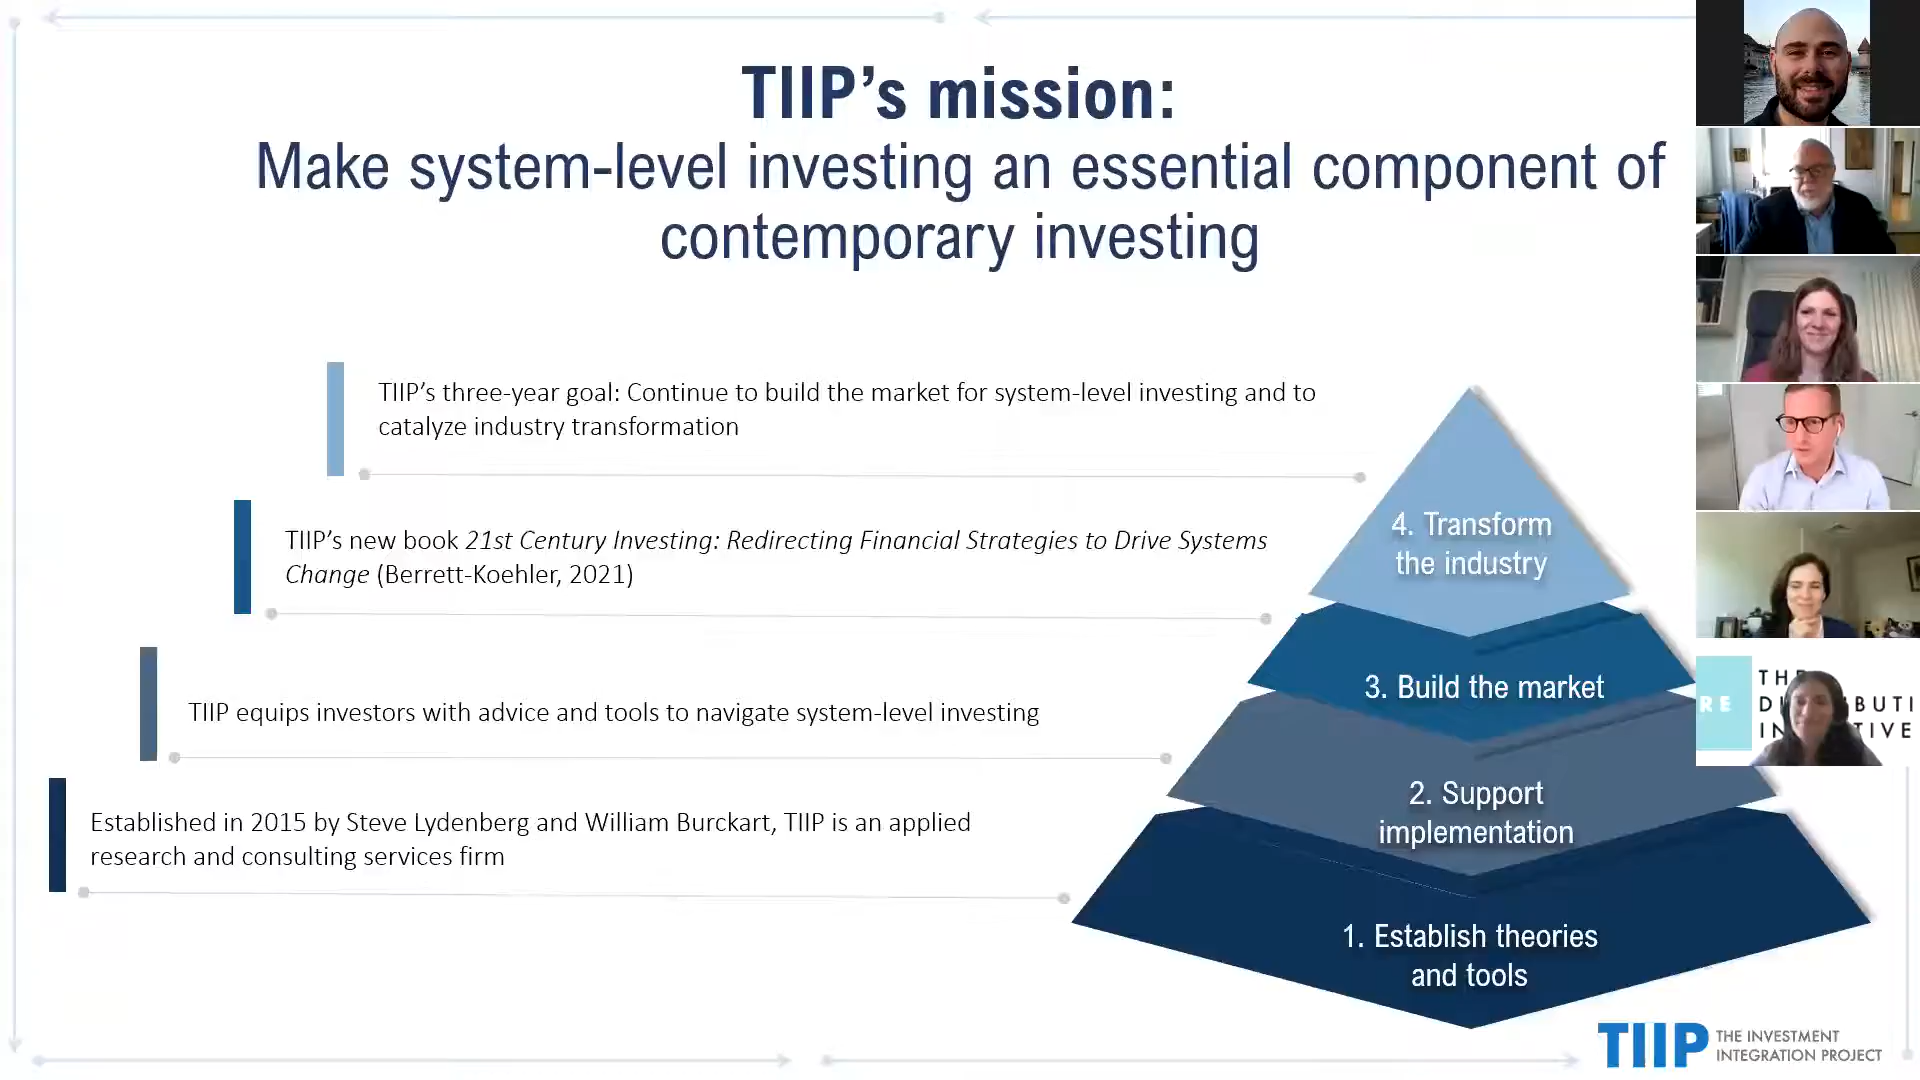 TIIP’s mission:
Make system-level investing an essential component of
contemporary investing
TIIP’s three-year goal: Continue to build the market for system-level investing and to
catalyze industry transformation
TIIP’s new book 21st Century Investing: Redirecting Financial Strategies to Drive Systems
Change (Berrett-Koehler, 2021)
TIIP equips investors with advice and tools to navigate system-level investing
Established in 2015 by Steve Lydenberg and William Burckart, TIIP is an applied
research and consulting services firm
4. Transform
the industry
3. Build the market
2. Support
implementation
1. Establish theories
and tools
TIIP THE INVESTMENT
INTEGRATION PROJECT